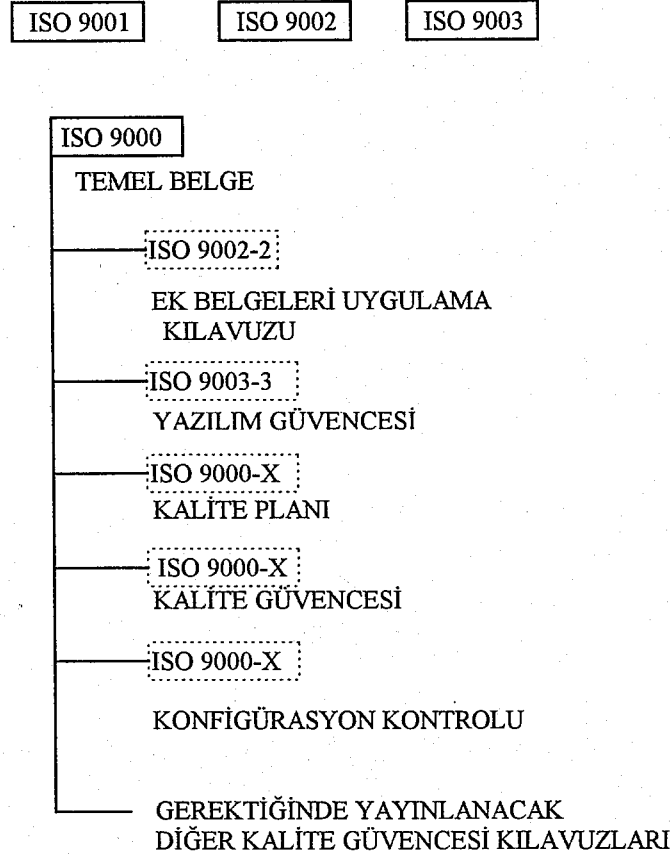 ISO 9001 ISO 9002 ISO 9003
ISO 9000
TEMEL BELGE
ISO 9002-2
EK BELGELERİ UYGULAMA
KILAVUZU
ISO 9003-3
YAZILIM GÜVENCESİ
ISO 9000-X
KALİTE PLANI
ISO 9000-X
KALİTE GÜVENCESİ
ISO 9000-X
KONFİGÜRASYON KONTROLU
GEREKTİĞİNDE YAYINLANACAK
DİĞER KALİTE GÜVENCESİ KILAVUZLARI